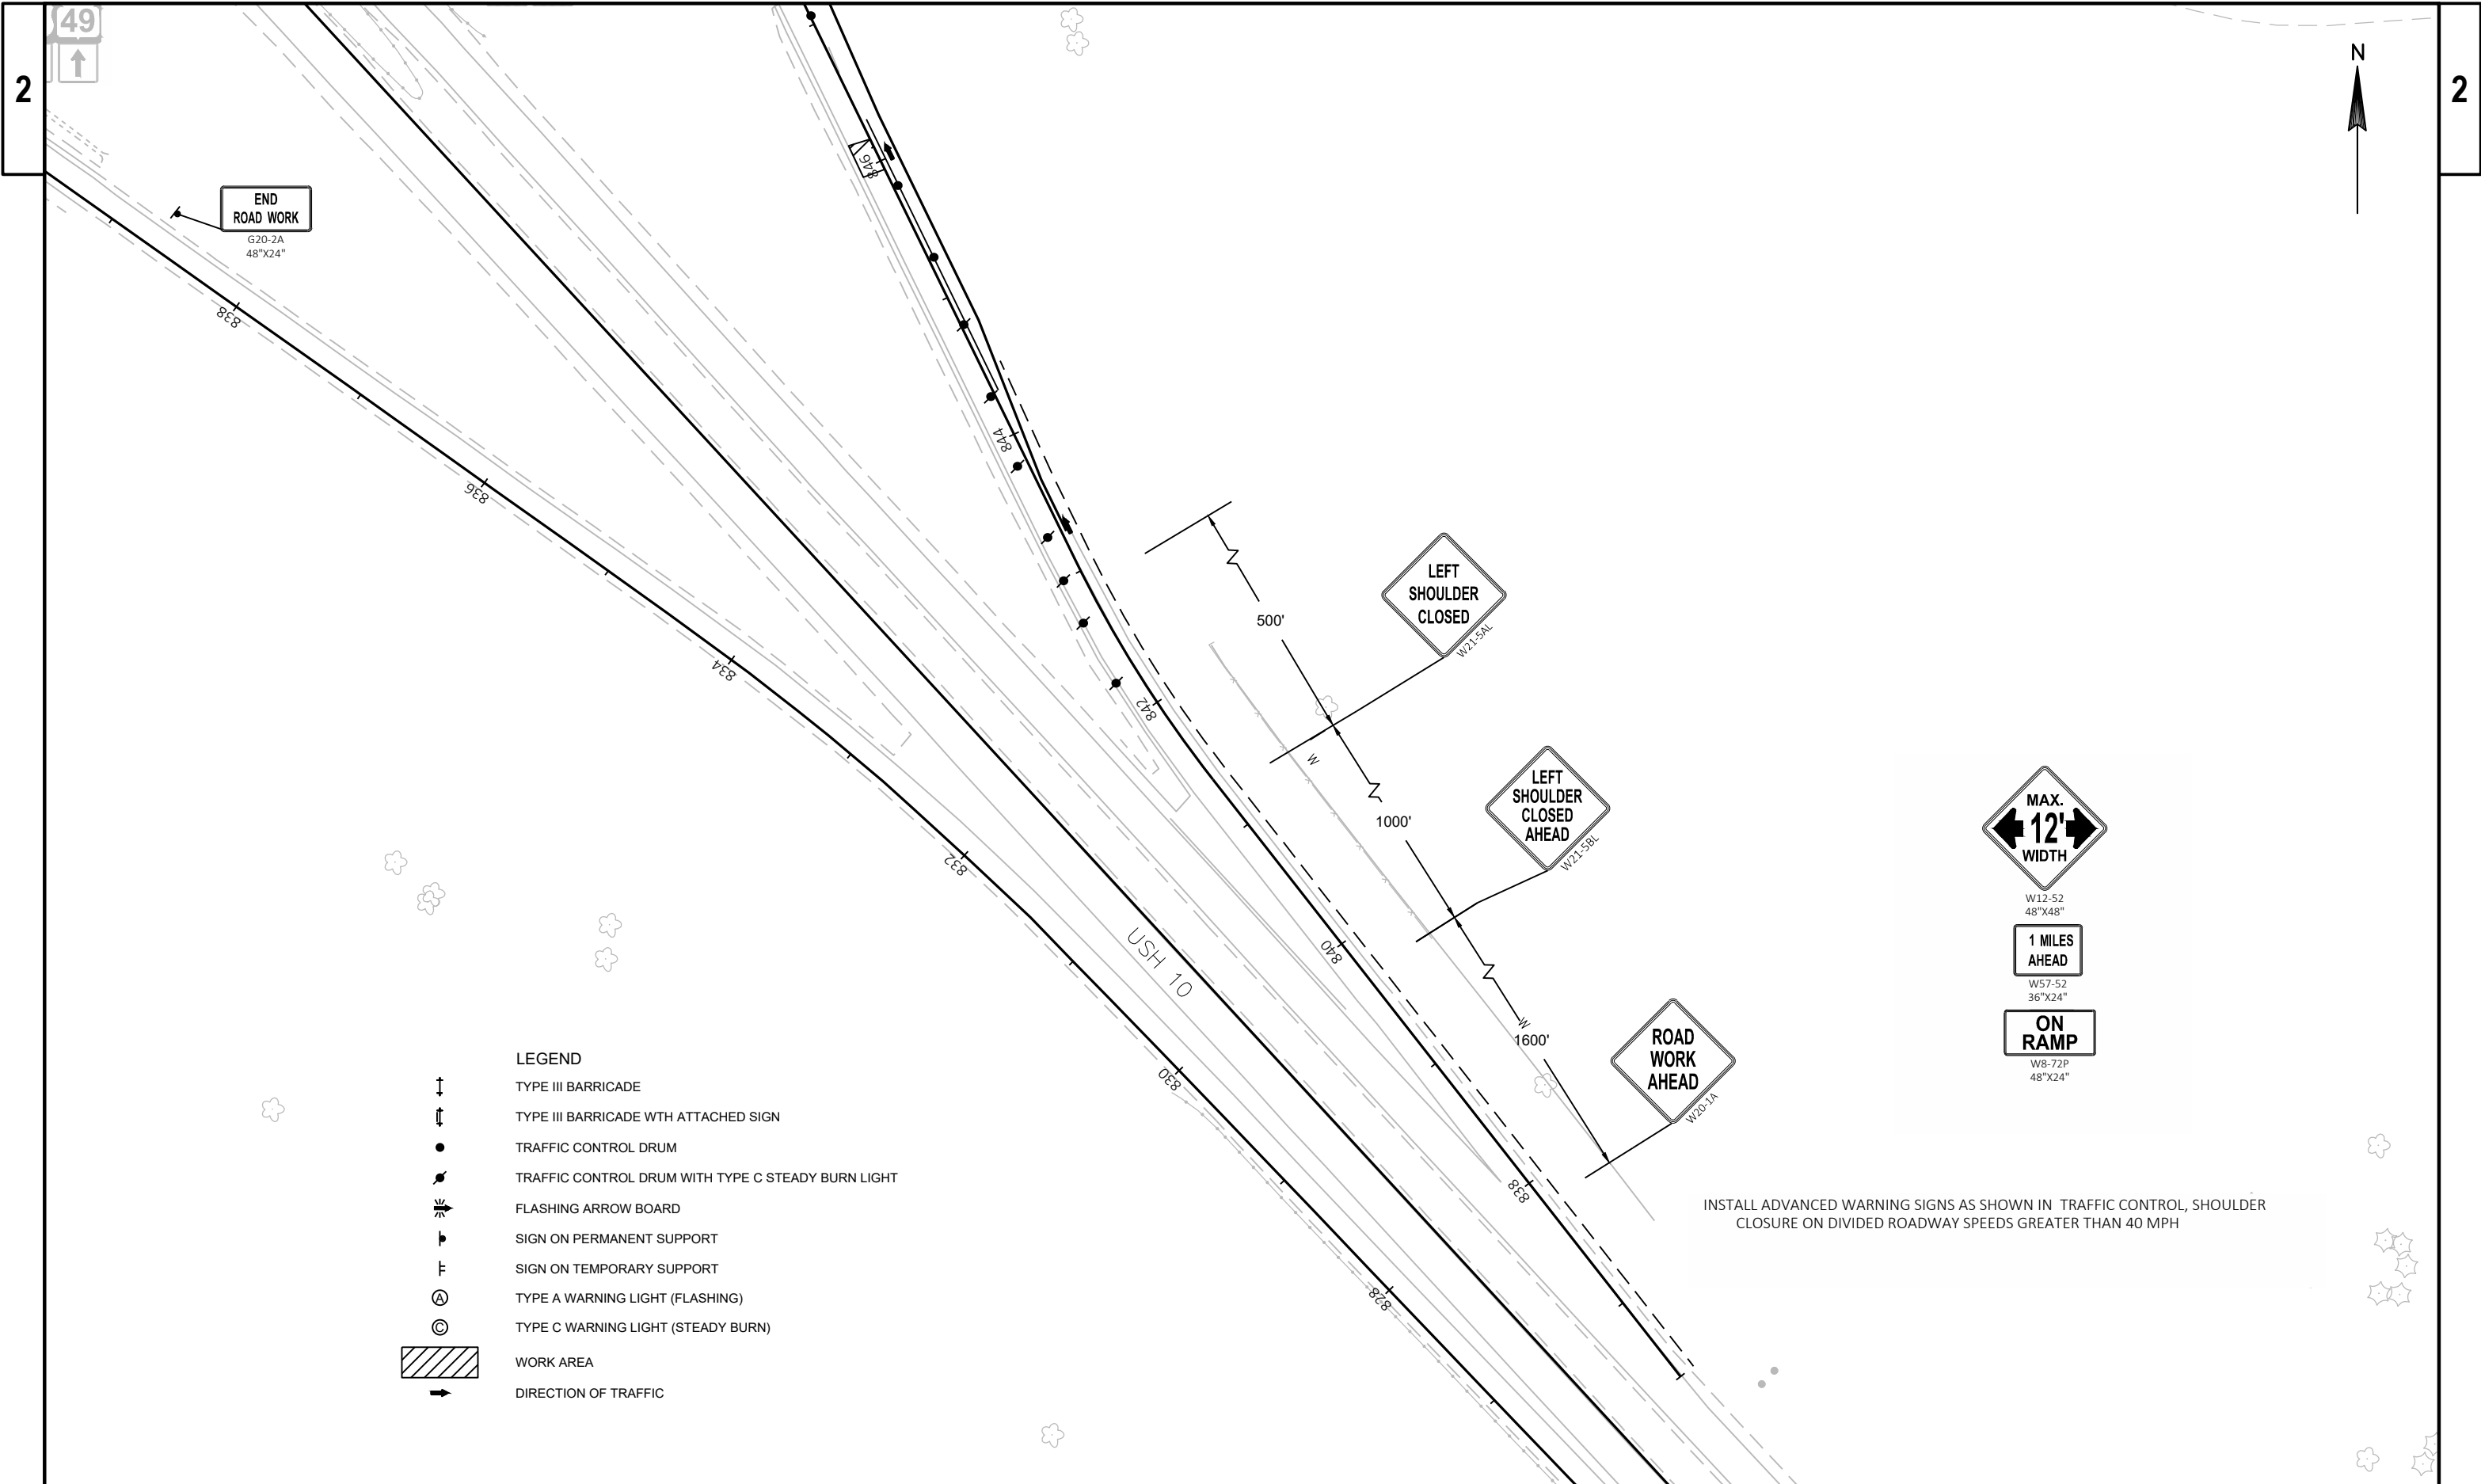 49
2
2
N
846
END
ROAD WORK
G20-2A
48"X24"
838
844
836
LEFT
SHOULDER
CLOSED
W21-5AL
500'
834
842
W
LEFT
SHOULDER
CLOSED
AHEAD
W21-5BL
1000'
MAX.
12'
WIDTH
W12-52
48"X48"
832
840
USH 10
1 MILES
AHEAD
W57-52
36"X24"
ON
RAMP
W8-72P
48"X24"
W
1600'
ROAD
WORK
AHEAD
W20-1A
830
838
828
INSTALL ADVANCED WARNING SIGNS AS SHOWN IN TRAFFIC CONTROL, SHOULDER
CLOSURE ON DIVIDED ROADWAY SPEEDS GREATER THAN 40 MPH
LEGEND
TYPE III BARRICADE
TYPE III BARRICADE WTH ATTACHED SIGN
TRAFFIC CONTROL DRUM
TRAFFIC CONTROL DRUM WITH TYPE C STEADY BURN LIGHT
FLASHING ARROW BOARD
SIGN ON PERMANENT SUPPORT
SIGN ON TEMPORARY SUPPORT
A TYPE A WARNING LIGHT (FLASHING)
C TYPE C WARNING LIGHT (STEADY BURN)
WORK AREA
DIRECTION OF TRAFFIC